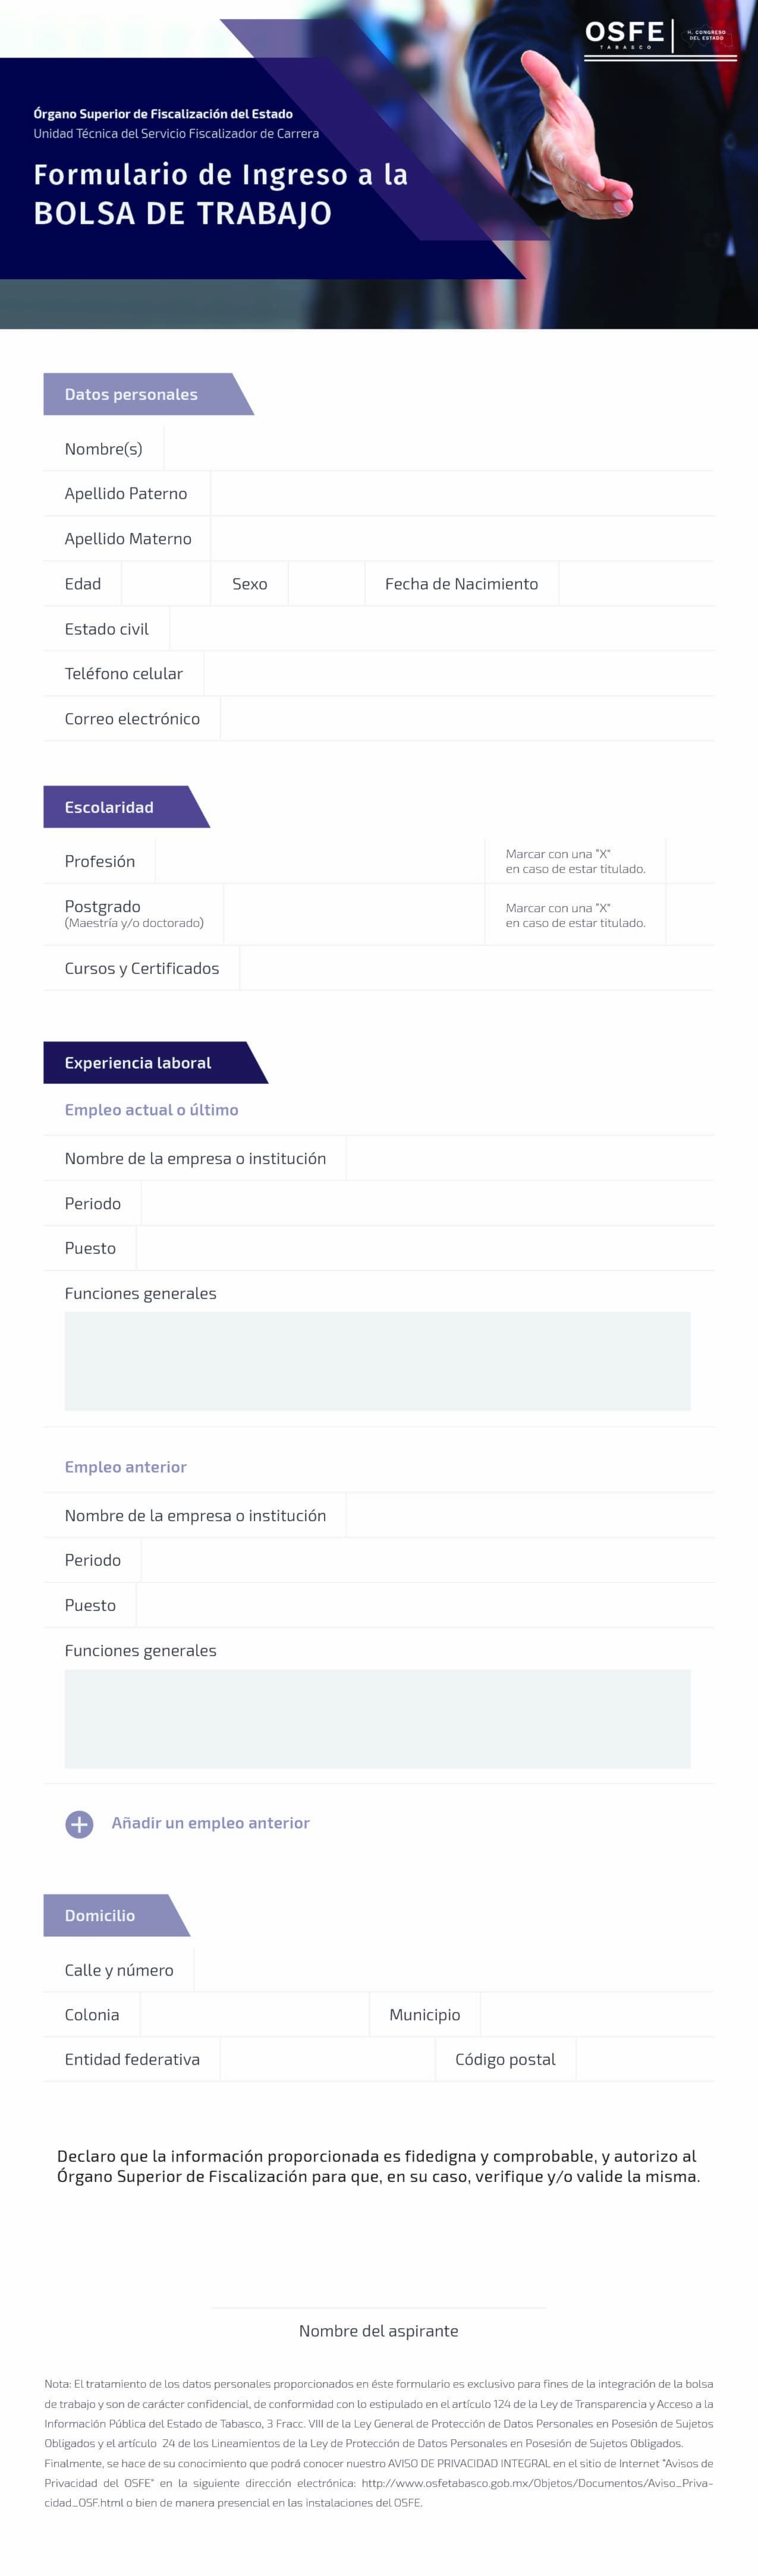 OSFE
TABASCO
H. CONGRESO
DEL ESTADO
Órgano Superior de Fiscalización del Estado
Unidad Técnica del Servicio Fiscalizador de Carrera
Formulario de Ingreso a la
BOLSA DE TRABAJO
Datos personales
Nombre(s)
Apellido Paterno
Apellido Materno
Edad Sexo Fecha de Nacimiento
Estado civil
Teléfono celular
Correo electrónico
Escolaridad
Profesión
Marcar con una "X"
en caso de estar titulado.
Postgrado
(Maestría y/o doctorado)
Marcar con una "X"
en caso de estar titulado.
Cursos y Certificados
Experiencia laboral
Empleo actual o último
Nombre de la empresa o institución
Periodo
Puesto
Funciones generales
Empleo anterior
Nombre de la empresa o institución
Periodo
Puesto
Funciones generales
Añadir un empleo anterior
Domicilio
Calle y número
Colonia Municipio
Entidad federativa Código postal
Declaro que la información proporcionada es fidedigna y comprobable, y autorizo al
Órgano Superior de Fiscalización para que, en su caso, verifique y/o valide la misma.
Nombre del aspirante
Nota: El tratamiento de los datos personales proporcionados en éste formulario es exclusivo para fines de la integración de la bolsa
de trabajo y son de carácter confidencial, de conformidad con lo estipulado en el artículo 124 de la Ley de Transparencia y Acceso a la
Información Pública del Estado de Tabasco, 3 Fracc. VIII de la Ley General de Protección de Datos Personales en Posesión de Sujetos
Obligados y el artículo 24 de los Lineamientos de la Ley de Protección de Datos Personales en Posesión de Sujetos Obligados.
Finalmente, se hace de su conocimiento que podrá conocer nuestro AVISO DE PRIVACIDAD INTEGRAL en el sitio de Internet "Avisos de
Privacidad del OSFE" en la siguiente dirección electrónica: http://www.osfetabasco.gob.mx/Objetos/Documentos/Aviso_Priva-
cidad_OSF.html o bien de manera presencial en las instalaciones del OSFE.